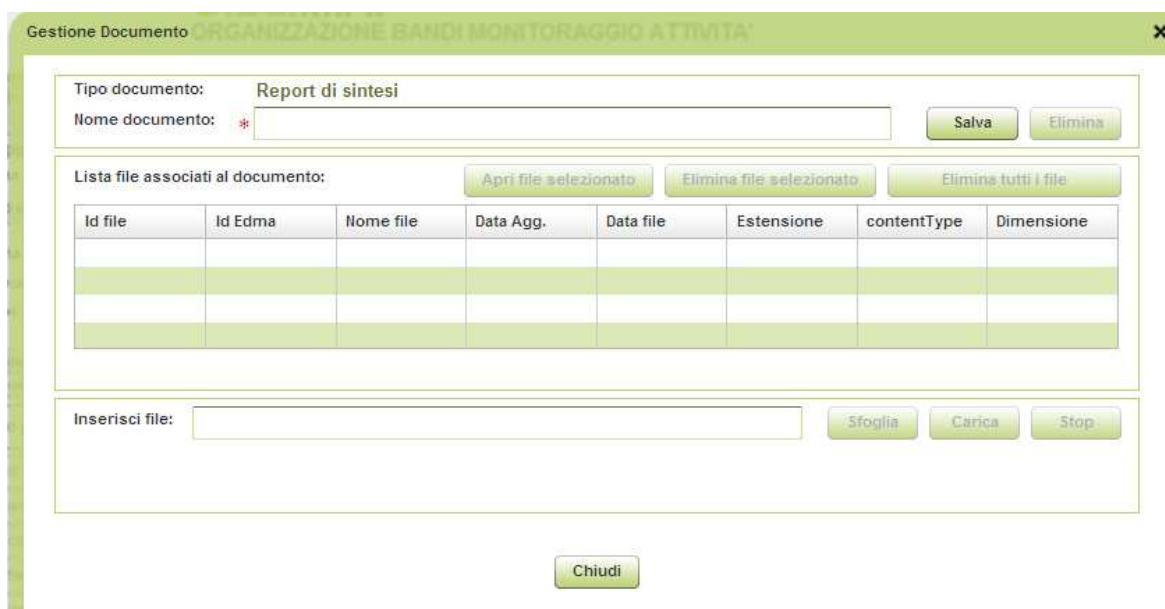 Gestione Documento
ORGANIZZAZIONE BANDI MONITORAGGIO ATTIVITA'
Tipo documento: Report di sintesi
Nome documento: * Salva Elimina
Lista file associati al documento: Apri file selezionato Elimina file selezionato Elimina tutti i file
Id file Id Edma Nome file Data Agg. Data file Estensione contentType Dimensione
Inserisci file: Sfoglia Carica Stop
Chiudi